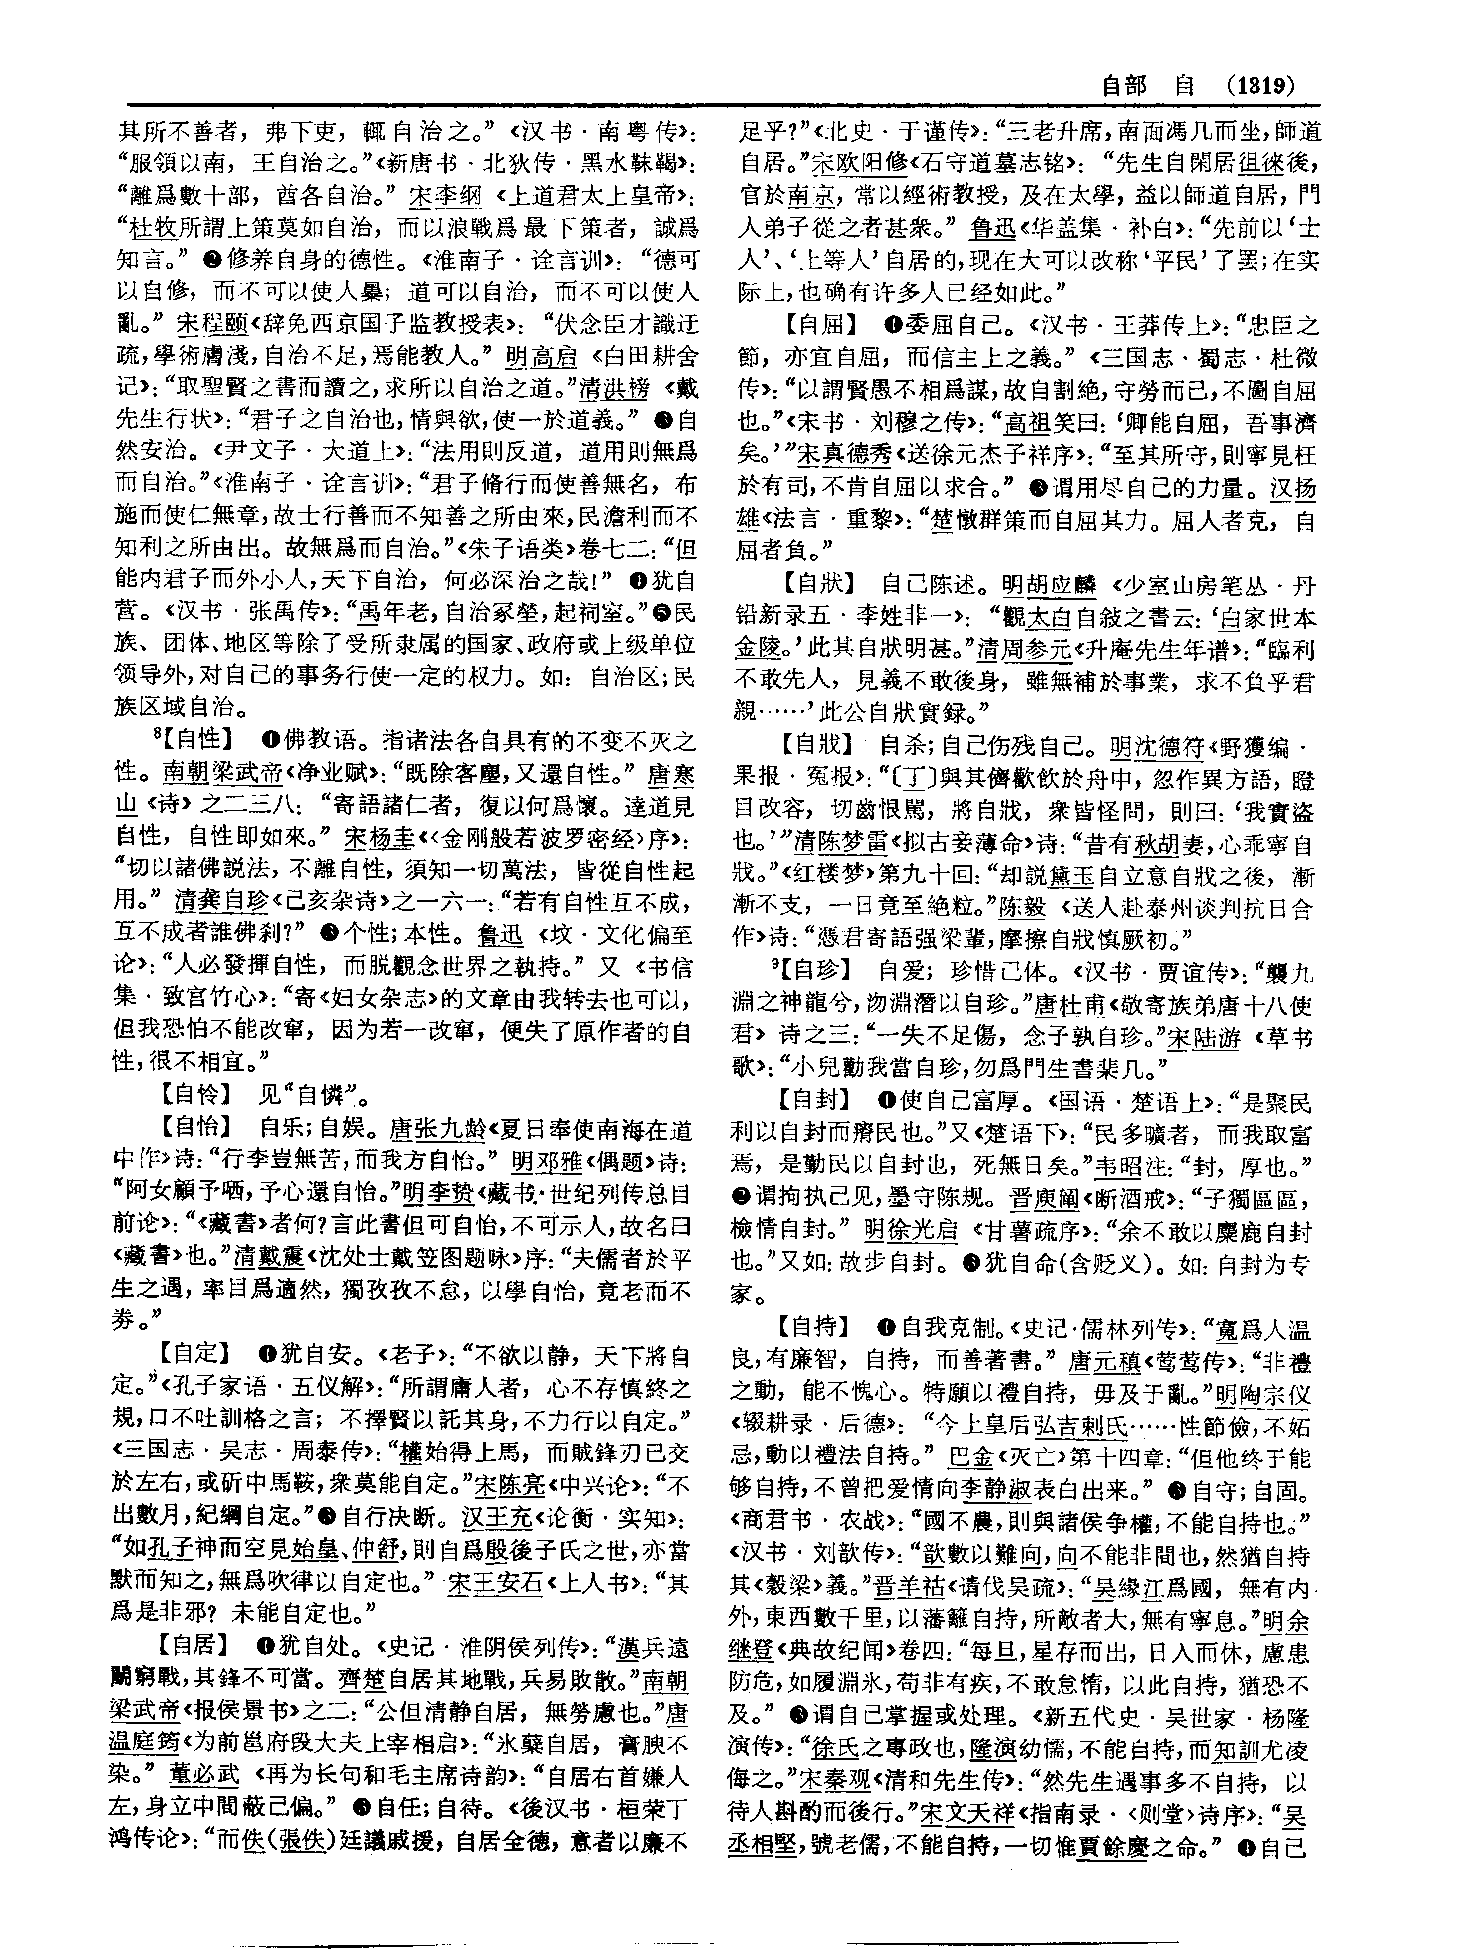 自部　自　（1319）
其所不善者，弗下吏，輒自治之。”《汉书·南粤传》：
“服領以南，王自治之。”《新唐书·北狄传·黑水靺鞨》：
“離爲數十部，酋各自治。”宋李纲《上道君太上皇帝》：
“杜牧所謂上策莫如自治，而以浪戰爲最下策者，誠爲
知言。”❷修养自身的德性。《淮南子·诠言训》：“德可
以自修，而不可以使人暴；道可以自治，而不可以使人
亂。”宋程颐《辞免西京国子监教授表》：“伏念臣才識迂
疏，學術膚淺，自治不足，焉能教人。”明高启《白田耕舍
记》：“取聖賢之書而讀之，求所以自治之道。”清洪榜《戴
先生行状》：“君子之自治也，情與欲，使一於道義。”❸自
然安治。《尹文子·大道上》：“法用則反道，道用則無爲
而自治。”《淮南子·诠言训》：“君子脩行而使善無名，布
施而使仁無章，故士行善而不知善之所由來，民澹利而不
知利之所由出。故無爲而自治。”《朱子语类》卷七二：“但
能内君子而外小人，天下自治，何必深治之哉！”❹犹自
营。《汉书·张禹传》：“禹年老，自治冢塋，起祠室。”❺民
族、团体、地区等除了受所隶属的国家、政府或上级单位
领导外，对自己的事务行使一定的权力。如：自治区；民
族区域自治。
⁸【自性】　❶佛教语。指诸法各自具有的不变不灭之
性。南朝梁武帝《净业赋》：“既除客塵，又還自性。”唐寒
山《诗》之二三八：“寄語諸仁者，復以何爲懷。達道見
自性，自性即如來。”宋杨圭《〈金刚般若波罗密经〉序》：
“切以諸佛説法，不離自性，須知一切萬法，皆從自性起
用。”清龚自珍《己亥杂诗》之一六一：“若有自性互不成，
互不成者誰佛刹？”❷个性；本性。鲁迅《坟·文化偏至
论》：“人必發揮自性，而脱觀念世界之執持。”又《书信
集·致宫竹心》：“寄《妇女杂志》的文章由我转去也可以，
但我恐怕不能改窜，因为若一改窜，便失了原作者的自
性，很不相宜。”
【自怜】　见“自憐”。
【自怡】　自乐；自娱。唐张九龄《夏日奉使南海在道
中作》诗：“行李豈無苦，而我方自怡。”明邓雅《偶题》诗：
“阿女顧予哂，予心還自怡。”明李贽《藏书·世纪列传总目
前论》：“《藏書》者何？言此書但可自怡，不可示人，故名曰
《藏書》也。”清戴震《沈处士戴笠图题咏》序：“夫儒者於平
生之遇，率目爲適然，獨孜孜不怠，以學自怡，竟老而不
劵。”
【自定】　❶犹自安。《老子》：“不欲以静，天下將自
定。”《孔子家语·五仪解》：“所謂庸人者，心不存慎終之
規，口不吐訓格之言；不擇賢以託其身，不力行以自定。”
《三国志·吴志·周泰传》：“權始得上馬，而賊鋒刃已交
於左右，或斫中馬鞍，衆莫能自定。”宋陈亮《中兴论》：“不
出數月，紀綱自定。”❷自行决断。汉王充《论衡·实知》：
“如孔子神而空見始皇、仲舒，則自爲殷後子氏之世，亦當
默而知之，無爲吹律以自定也。”宋王安石《上人书》：“其
爲是非邪？未能自定也。”
【自居】　❶犹自处。《史记·淮阴侯列传》：“漢兵遠
鬭窮戰，其鋒不可當。齊楚自居其地戰，兵易敗散。”南朝
梁武帝《报侯景书》之二：“公但清静自居，無勞慮也。”唐
温庭筠《为前邕府段大夫上宰相启》：“氷蘗自居，膏腴不
染。”董必武《再为长句和毛主席诗韵》：“自居右首嫌人
左，身立中間蔽己偏。”❷自任；自待。《後汉书·桓荣丁
鸿传论》：“而佚（張佚）廷議戚援，自居全德，意者以廉不
足乎？”《北史·于谨传》：“三老升席，南面馮几而坐，師道
自居。”宋欧阳修《石守道墓志铭》：“先生自閑居徂徠後，
官於南京，常以經術教授，及在太學，益以師道自居，門
人弟子從之者甚衆。”鲁迅《华盖集·补白》：“先前以‘士
人’、‘上等人’自居的，现在大可以改称‘平民’了罢；在实
际上，也确有许多人已经如此。”
【自屈】　❶委屈自己。《汉书·王莽传上》：“忠臣之
節，亦宜自屈，而信主上之義。”《三国志·蜀志·杜微
传》：“以謂賢愚不相爲謀，故自割絶，守勞而已，不圖自屈
也。”《宋书·刘穆之传》：“高祖笑曰：‘卿能自屈，吾事濟
矣。’”宋真德秀《送徐元杰子祥序》：“至其所守，則寧見枉
於有司，不肯自屈以求合。”❷谓用尽自己的力量。汉扬
雄《法言·重黎》：“楚憞群策而自屈其力。屈人者克，自
屈者負。”
【自狀】　自己陈述。明胡应麟《少室山房笔丛·丹
铅新录五·李姓非一》：“觀太白自敍之書云：‘白家世本
金陵。’此其自狀明甚。”清周参元《升庵先生年谱》：“臨利
不敢先人，見義不敢後身，雖無補於事業，求不負乎君
親……’此公自狀實録。”
【自戕】　自杀；自己伤残自己。明沈德符《野獲编·
果报·冤报》：“〔丁〕與其儕歡飲於舟中，忽作異方語，瞪
目改容，切齒恨駡，將自戕，衆皆怪問，則曰：‘我實盜
也。’”清陈梦雷《拟古妾薄命》诗：“昔有秋胡妻，心乖寧自
戕。”《红楼梦》第九十回：“却説黛玉自立意自戕之後，漸
漸不支，一日竟至絶粒。”陈毅《送人赴泰州谈判抗日合
作》诗：“憑君寄語强梁輩，摩擦自戕慎厥初。”
⁹【自珍】　自爱；珍惜己体。《汉书·贾谊传》：“襲九
淵之神龍兮，沕淵潛以自珍。”唐杜甫《敬寄族弟唐十八使
君》诗之三：“一失不足傷，念子孰自珍。”宋陆游《草书
歌》：“小兒勸我當自珍，勿爲門生書棐几。”
【自封】　❶使自己富厚。《国语·楚语上》：“是聚民
利以自封而瘠民也。”又《楚语下》：“民多曠者，而我取富
焉，是勤民以自封也，死無日矣。”韦昭注：“封，厚也。”
❷谓拘执己见，墨守陈规。晋庾阐《断酒戒》：“子獨區區，
檢情自封。”明徐光启《甘薯疏序》：“余不敢以麋鹿自封
也。”又如：故步自封。❸犹自命（含贬义）。如：自封为专
家。
【自持】　❶自我克制。《史记·儒林列传》：“寬爲人温
良，有廉智，自持，而善著書。”唐元稹《莺莺传》：“非禮
之動，能不愧心。特願以禮自持，毋及于亂。”明陶宗仪
《辍耕录·后德》：“今上皇后弘吉剌氏……性節儉，不妬
忌，動以禮法自持。”巴金《灭亡》第十四章：“但他终于能
够自持，不曾把爱情向李静淑表白出来。”❷自守；自固。
《商君书·农战》：“國不農，則與諸侯争權，不能自持也。”
《汉书·刘歆传》：“歆數以難向，向不能非間也，然猶自持
其《穀梁》義。”晋羊祜《请伐吴疏》：“吴緣江爲國，無有内
外，東西數千里，以藩籬自持，所敵者大，無有寧息。”明余
继登《典故纪闻》卷四：“每旦，星存而出，日入而休，慮患
防危，如履淵氷，苟非有疾，不敢怠惰，以此自持，猶恐不
及。”❸谓自己掌握或处理。《新五代史·吴世家·杨隆
演传》：“徐氏之專政也，隆演幼懦，不能自持，而知訓尤凌
侮之。”宋秦观《清和先生传》：“然先生遇事多不自持，以
待人斟酌而後行。”宋文天祥《指南录·〈则堂〉诗序》：“吴
丞相堅，號老儒，不能自持，一切惟賈餘慶之命。”❹自己